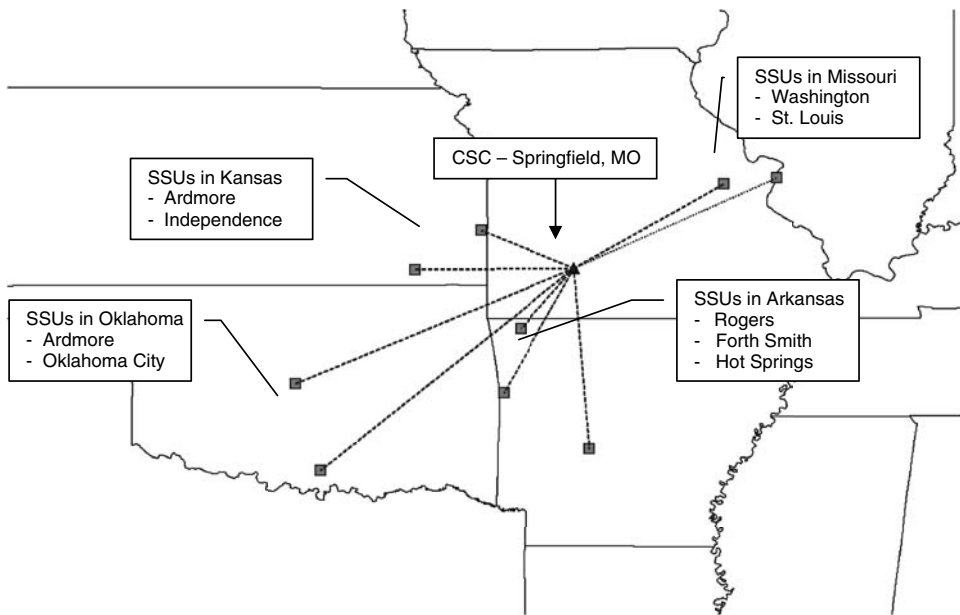 SSUs in Missouri
- Washington
- St. Louis
CSC – Springfield, MO
SSUs in Kansas
- Ardmore
- Independence
SSUs in Oklahoma
- Ardmore
- Oklahoma City
SSUs in Arkansas
- Rogers
- Forth Smith
- Hot Springs